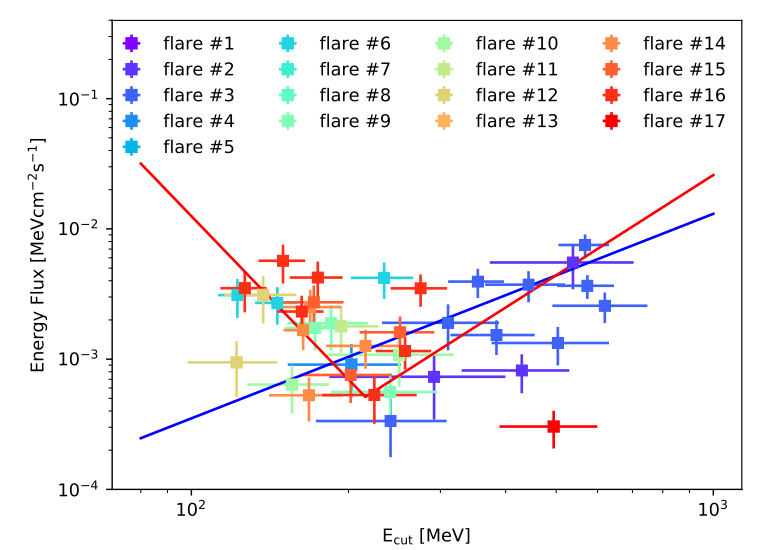 flare #1 flare #6 flare #10 flare #14
flare #2 flare #7 flare #11 flare #15
flare #3 flare #8 flare #12 flare #16
flare #4 flare #9 flare #13 flare #17
flare #5
Energy Flux [MeVcm⁻²s⁻¹]
10⁻¹
10⁻²
10⁻³
10⁻⁴
10² 10³
E_cut [MeV]